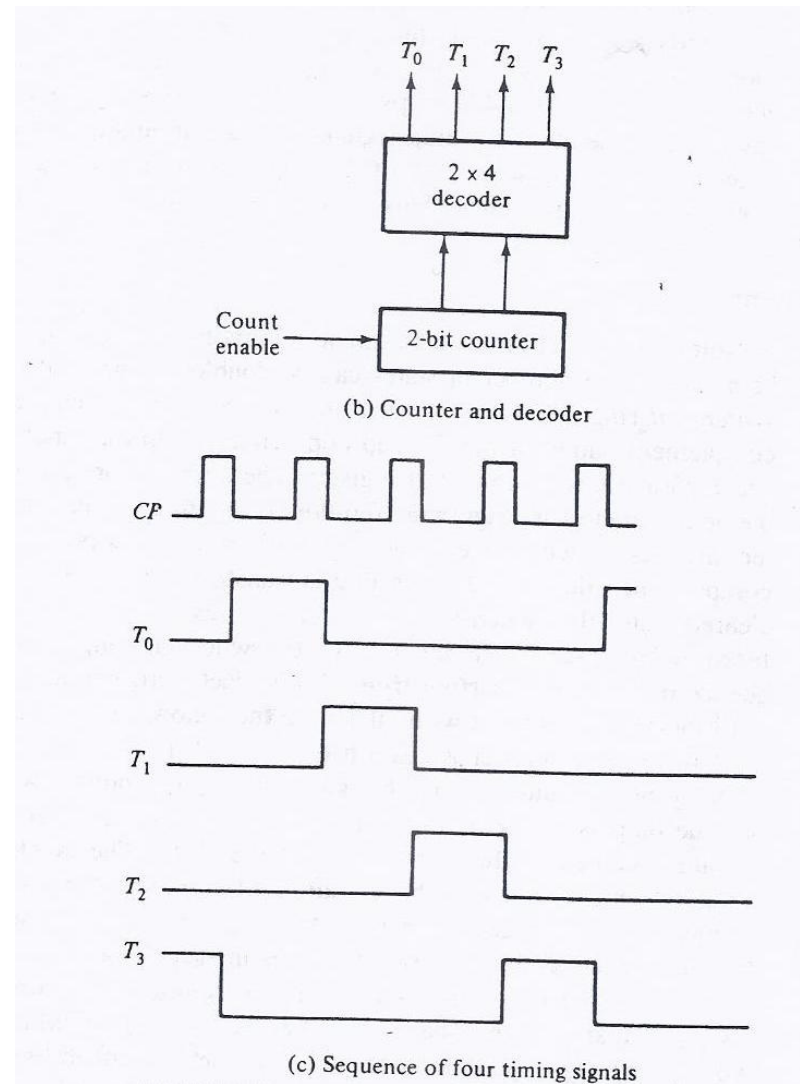 T₀ T₁ T₂ T₃
2 x 4
decoder
Count
enable
2-bit counter
(b) Counter and decoder
CP
T₀
T₁
T₂
T₃
(c) Sequence of four timing signals